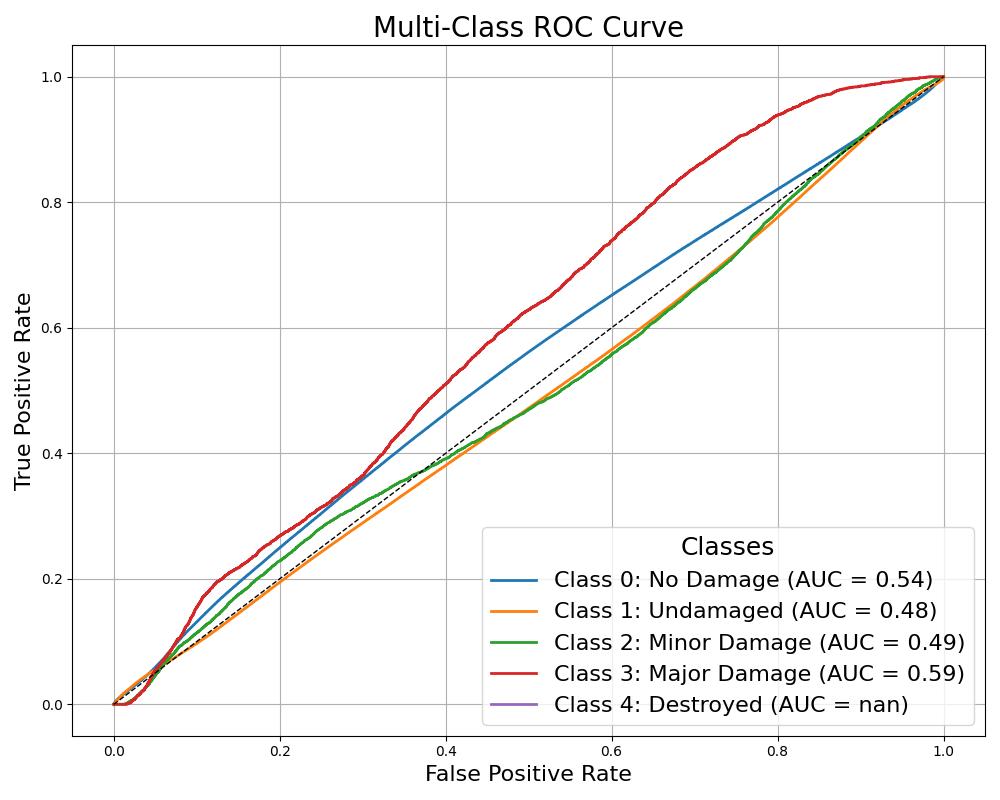 Multi-Class ROC Curve
True Positive Rate
1.0
0.8
0.6
0.4
0.2
0.0
Classes
Class 0: No Damage (AUC = 0.54)
Class 1: Undamaged (AUC = 0.48)
Class 2: Minor Damage (AUC = 0.49)
Class 3: Major Damage (AUC = 0.59)
Class 4: Destroyed (AUC = nan)
0.0 0.2 0.4 0.6 0.8 1.0
False Positive Rate